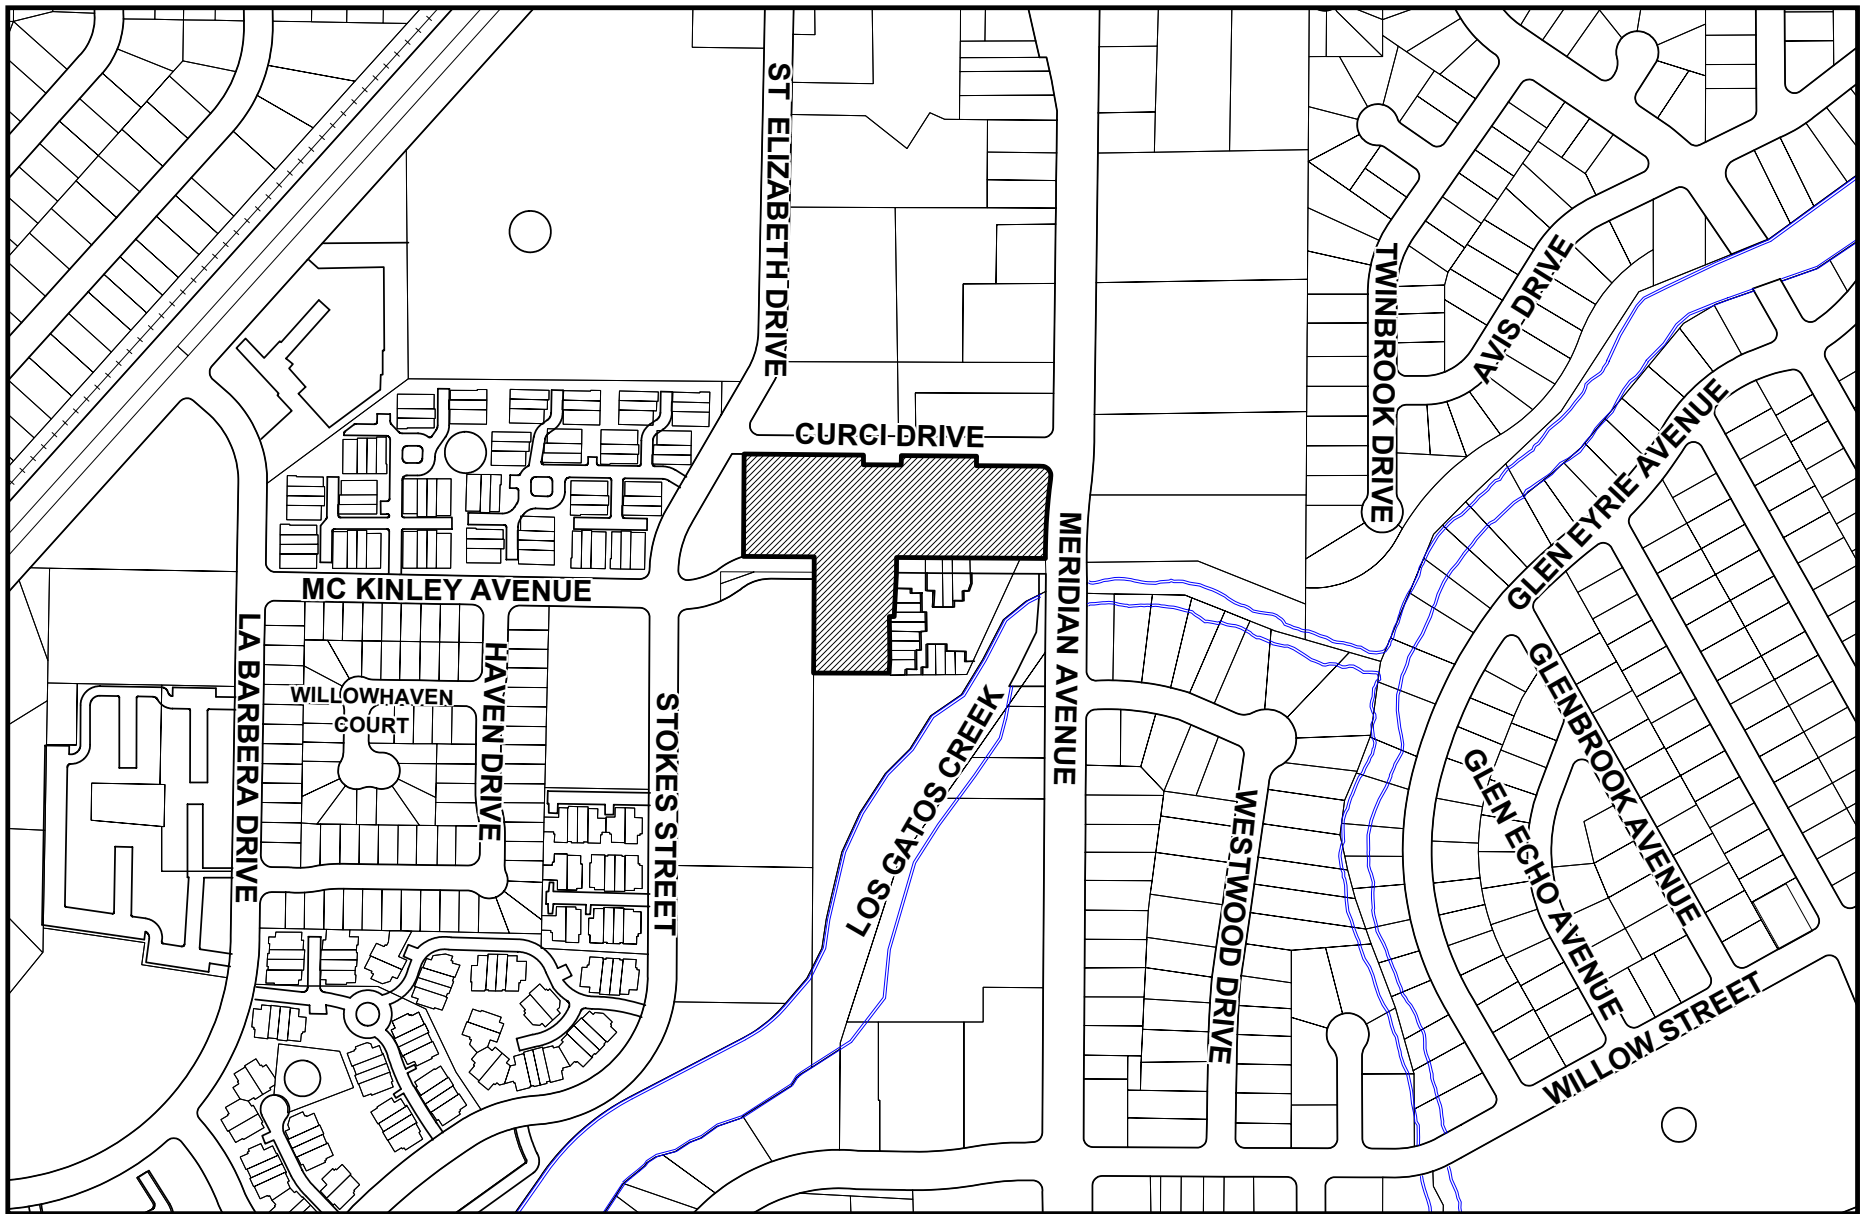 ST ELIZABETH DRIVE
TWINBROOK DRIVE
AVIS DRIVE
CURCI DRIVE
GLEN EYRIE AVENUE
MERIDIAN AVENUE
MC KINLEY AVENUE
LA BARBERA DRIVE
HAVEN DRIVE
WILLOWHAVEN
COURT
STOKES STREET
LOS GATOS CREEK
WESTWOOD DRIVE
GLENBROOK AVENUE
GLEN ECHO AVENUE
WILLOW STREET